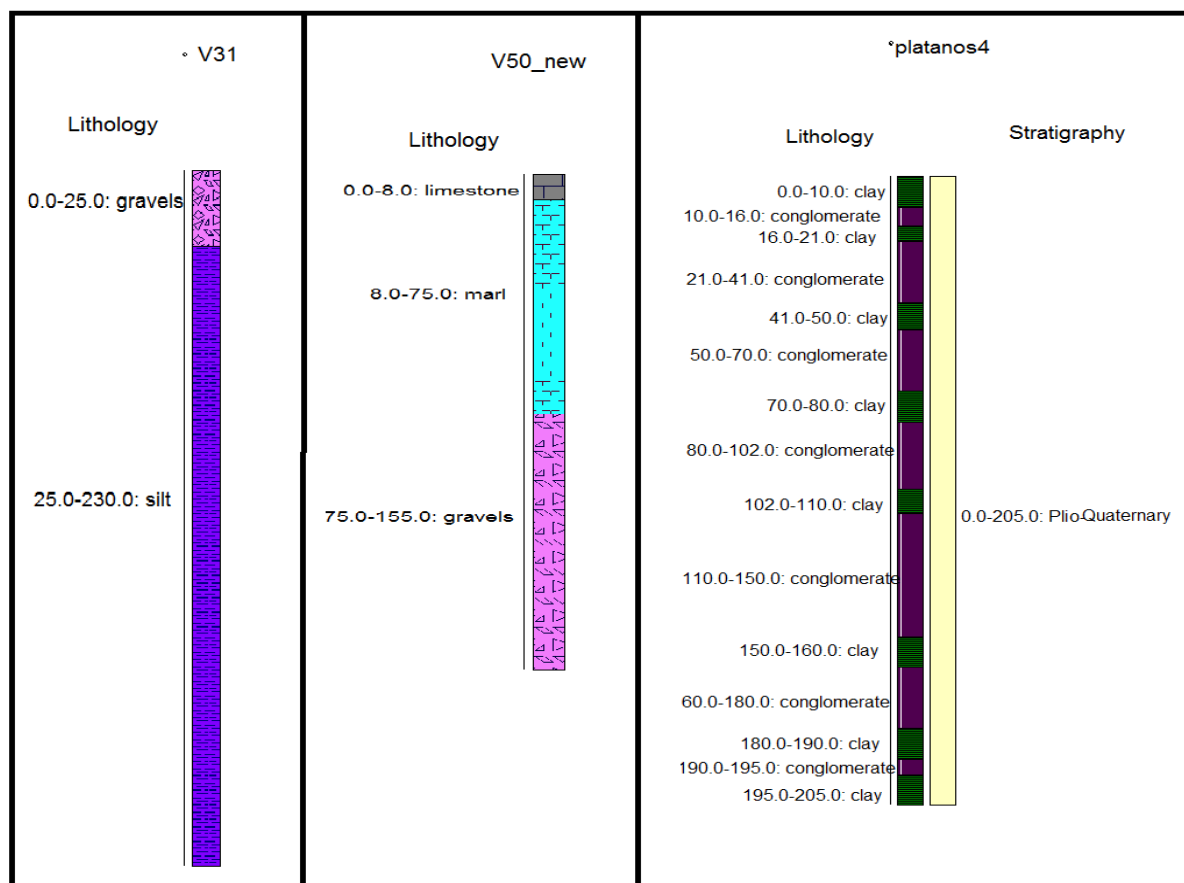 V31
Lithology
0.0-25.0: gravels
25.0-230.0: silt
V50_new
Lithology
0.0-8.0: limestone
8.0-75.0: marl
75.0-155.0: gravels
platanos4
Lithology
Stratigraphy
0.0-10.0: clay
10.0-16.0: conglomerate
16.0-21.0: clay
21.0-41.0: conglomerate
41.0-50.0: clay
50.0-70.0: conglomerate
70.0-80.0: clay
80.0-102.0: conglomerate
102.0-110.0: clay
110.0-150.0: conglomerate
150.0-160.0: clay
60.0-180.0: conglomerate
180.0-190.0: clay
190.0-195.0: conglomerate
195.0-205.0: clay
0.0-205.0: Plio-Quaternary